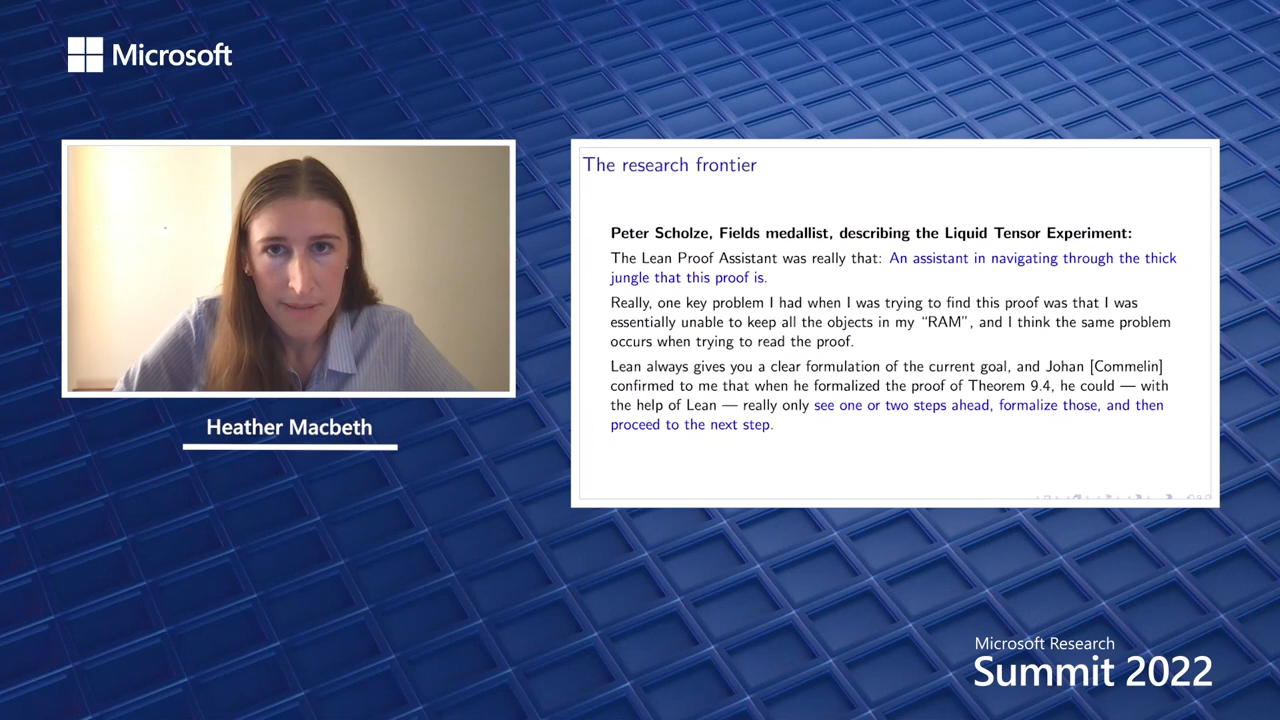 Microsoft
The research frontier
Peter Scholze, Fields medallist, describing the Liquid Tensor Experiment:
The Lean Proof Assistant was really that: An assistant in navigating through the thick
jungle that this proof is.
Really, one key problem I had when I was trying to find this proof was that I was
essentially unable to keep all the objects in my “RAM”, and I think the same problem
occurs when trying to read the proof.
Lean always gives you a clear formulation of the current goal, and Johan [Commelin]
confirmed to me that when he formalized the proof of Theorem 9.4, he could — with
the help of Lean — really only see one or two steps ahead, formalize those, and then
proceed to the next step.
Heather Macbeth
Microsoft Research
Summit 2022